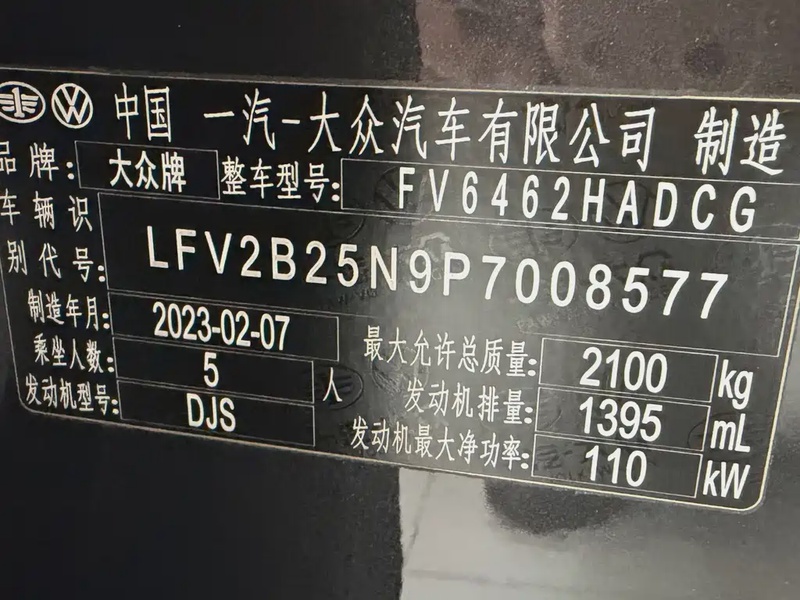 中国 一汽-大众汽车有限公司 制造
品牌: 大众牌 整车型号: FV6462HADCG
车辆识别代号: LFV2B25N9P7008577
制造年月: 2023-02-07
乘坐人数: 5 人
发动机型号: DJS
最大允许总质量: 2100 kg
发动机排量: 1395 mL
发动机最大净功率: 110 kW